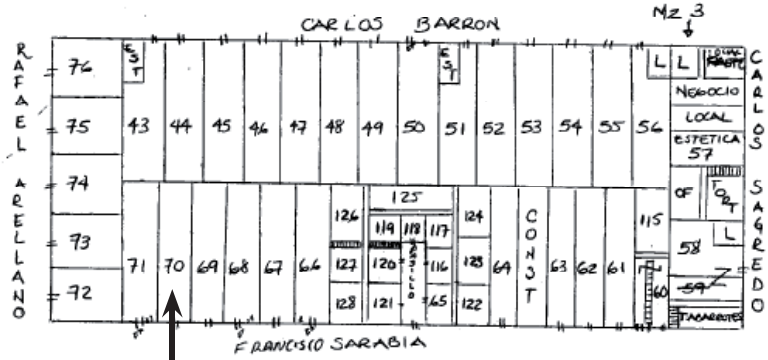 Mz 3
CARLOS BARRON
RAFAEL ARELLANO
CARLOS SAGREDO
FRANCISCO SARABIA
76
75
74
73
72
EST
43 44 45 46 47 48 49 50 51 52 53 54 55 56
EST
L L LOCAL
NEGOCIO
LOCAL
ESTETICA
57
OF TORT
L
58
59
TABARROTES
71 70 69 68 67 66
126
127
128
125
119 118 117
120 116
121 65
PASILLO
124
123
122
64
CONST
63 62 61
115
60